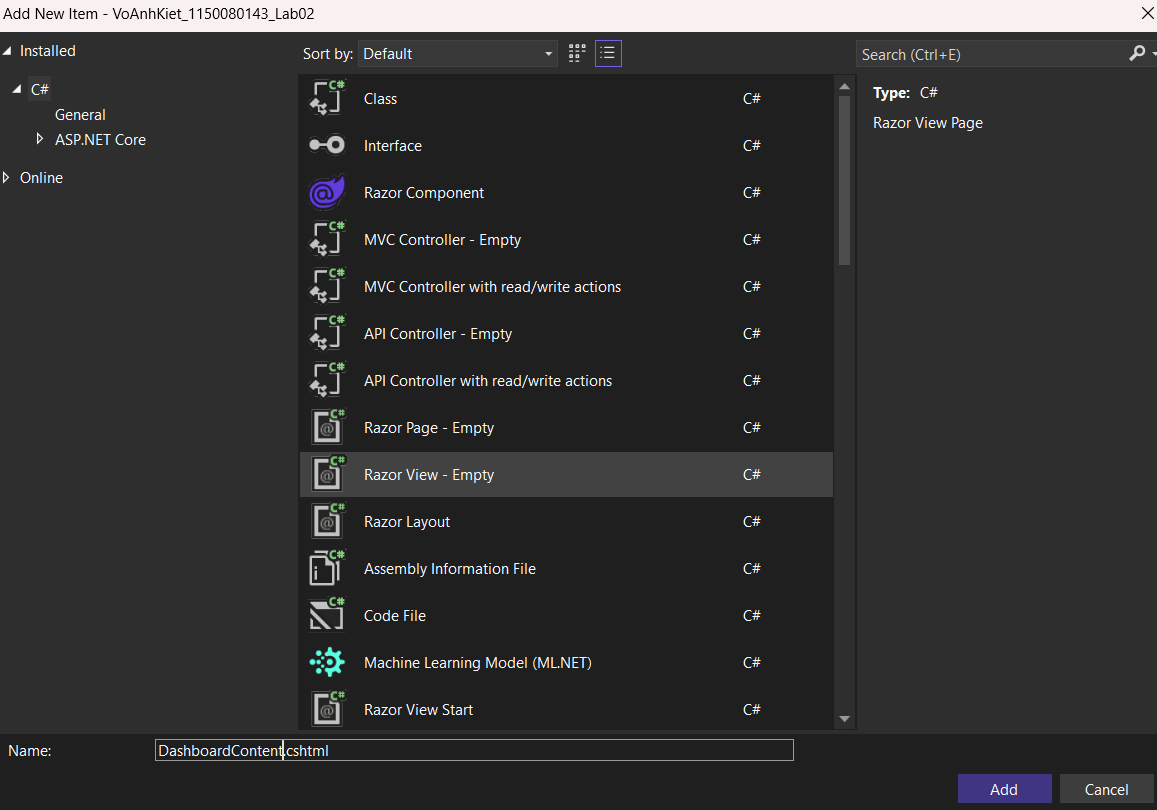 Add New Item - VoAnhKiet_1150080143_Lab02
Installed
C#
General
ASP.NET Core
Online
Sort by: Default
Class C#
Interface C#
Razor Component C#
MVC Controller - Empty C#
MVC Controller with read/write actions C#
API Controller - Empty C#
API Controller with read/write actions C#
Razor Page - Empty C#
Razor View - Empty C#
Razor Layout C#
Assembly Information File C#
Code File C#
Machine Learning Model (ML.NET) C#
Razor View Start C#
Search (Ctrl+E)
Type: C#
Razor View Page
Name: DashboardContent.cshtml
Add Cancel